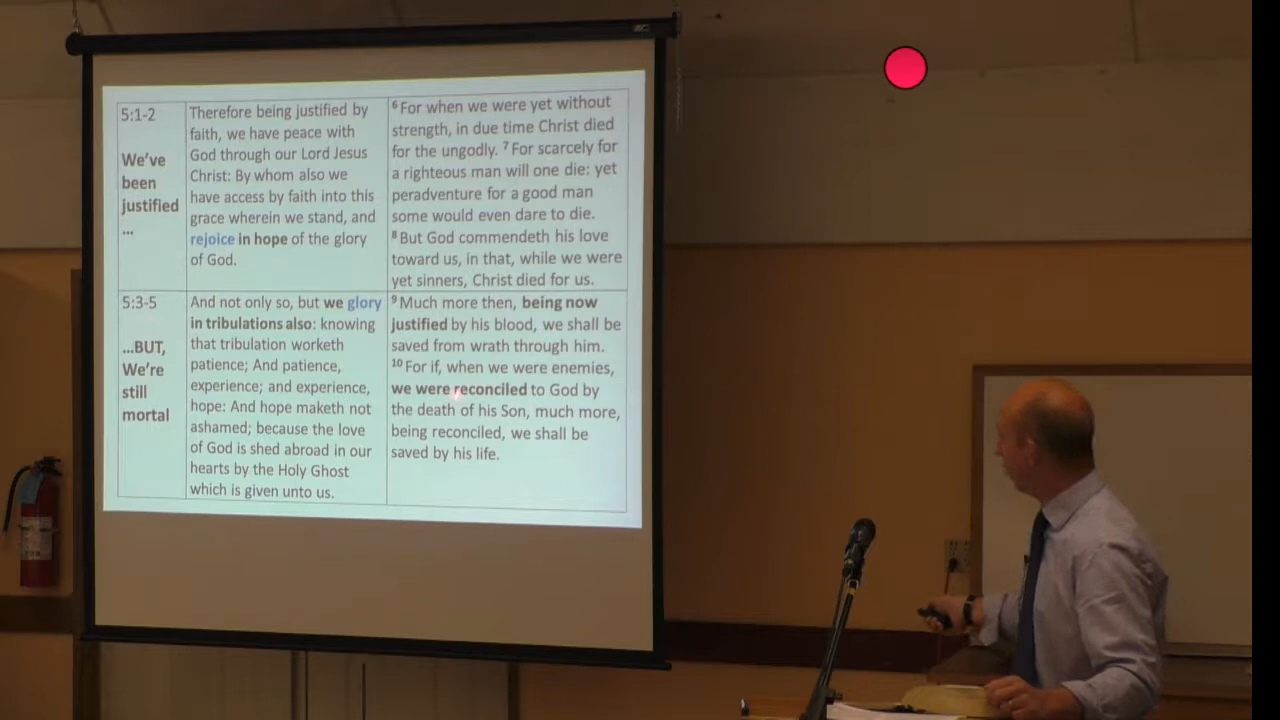 5:1-2
We've
been
justified
...
Therefore being justified by
faith, we have peace with
God through our Lord Jesus
Christ: By whom also we
have access by faith into this
grace wherein we stand, and
rejoice in hope of the glory
of God.
6 For when we were yet without
strength, in due time Christ died
for the ungodly. 7 For scarcely for
a righteous man will one die: yet
peradventure for a good man
some would even dare to die.
8 But God commendeth his love
toward us, in that, while we were
yet sinners, Christ died for us.
5:3-5
...BUT,
We're
still
mortal
And not only so, but we glory
in tribulations also: knowing
that tribulation worketh
patience; And patience,
experience; and experience,
hope: And hope maketh not
ashamed; because the love
of God is shed abroad in our
hearts by the Holy Ghost
which is given unto us.
9 Much more then, being now
justified by his blood, we shall be
saved from wrath through him.
10 For if, when we were enemies,
we were reconciled to God by
the death of his Son, much more,
being reconciled, we shall be
saved by his life.